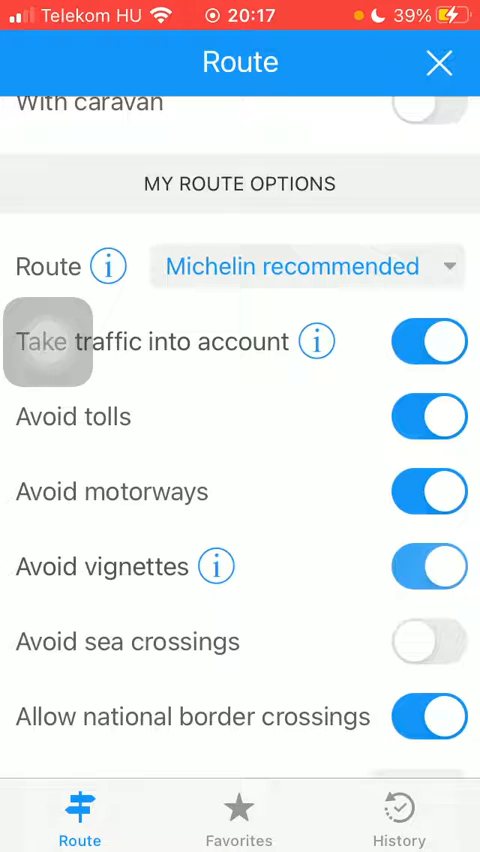 Telekom HU 20:17 39%
Route
With caravan
MY ROUTE OPTIONS
Route i Michelin recommended
Take traffic into account i
Avoid tolls
Avoid motorways
Avoid vignettes i
Avoid sea crossings
Allow national border crossings
Route Favorites History